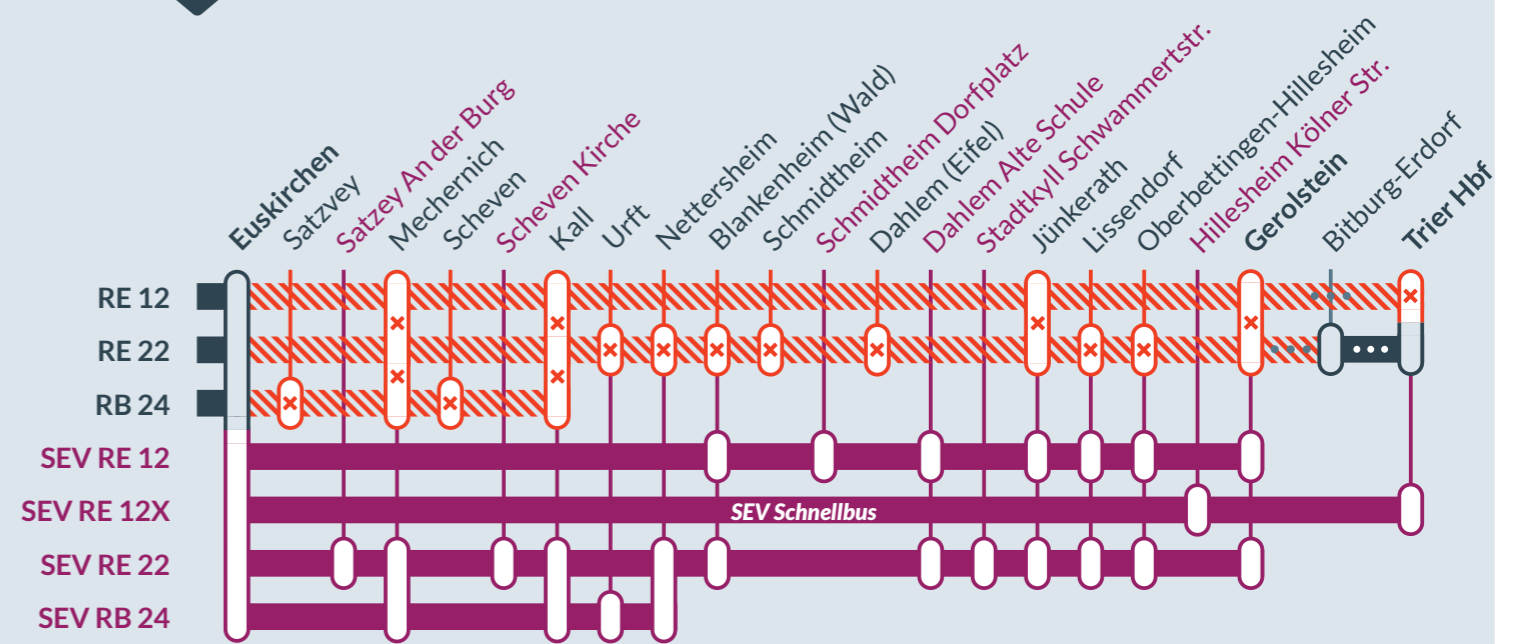 Euskirchen
Satzvey
Satzey An der Burg
Mechernich
Scheven
Scheven Kirche
Kall
Urft
Nettersheim
Blankenheim (Wald)
Schmidtheim
Schmidtheim Dorfplatz
Dahlem (Eifel)
Dahlem Alte Schule
Stadtkyll Schwammertstr.
Jünkerath
Lissendorf
Oberbettingen-Hillesheim
Hillesheim Kölner Str.
Gerolstein
Bitburg-Erdorf
Trier Hbf
RE 12
RE 22
RB 24
SEV RE 12
SEV RE 12X
SEV Schnellbus
SEV RE 22
SEV RB 24